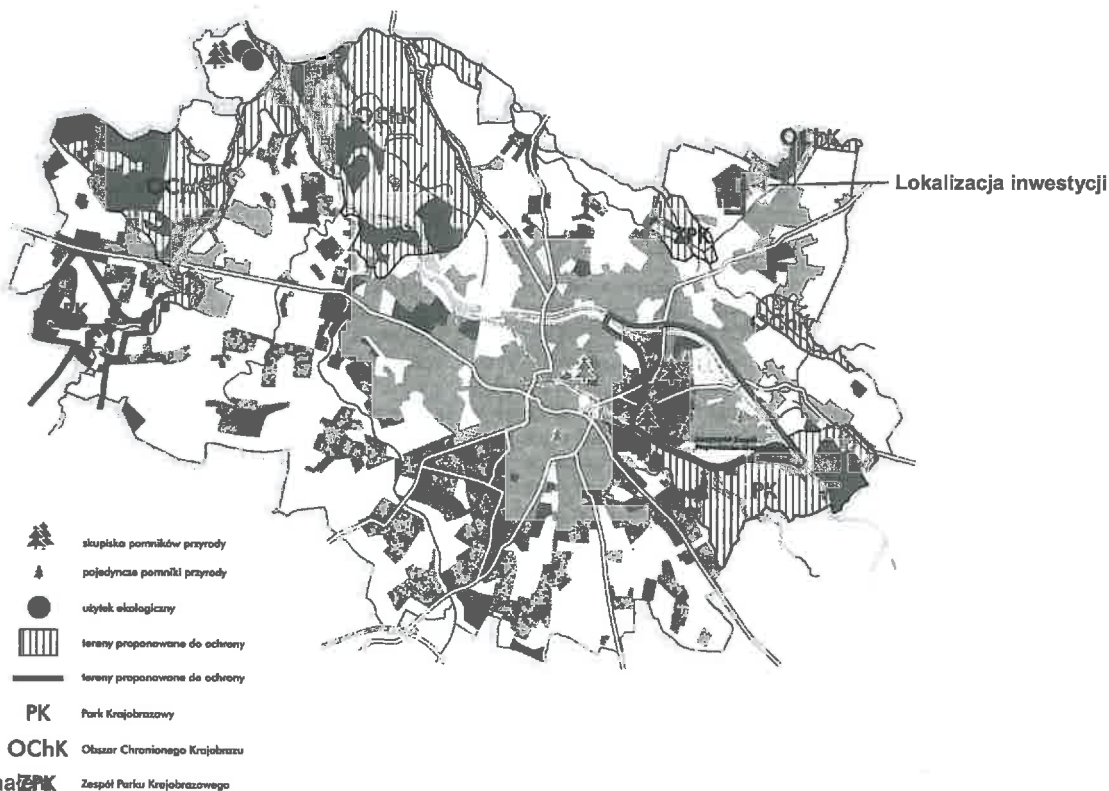 OChK
OChK
OChK
Lokalizacja inwestycji
ZPK
PK
PK
skupiska pomników przyrody
pojedyncze pomniki przyrody
użytek ekologiczny
tereny proponowane do ochrony
tereny proponowane do ochrony
PK Park Krajobrazowy
OChK Obszar Chronionego Krajobrazu
ZPK Zespół Parku Krajobrazowego